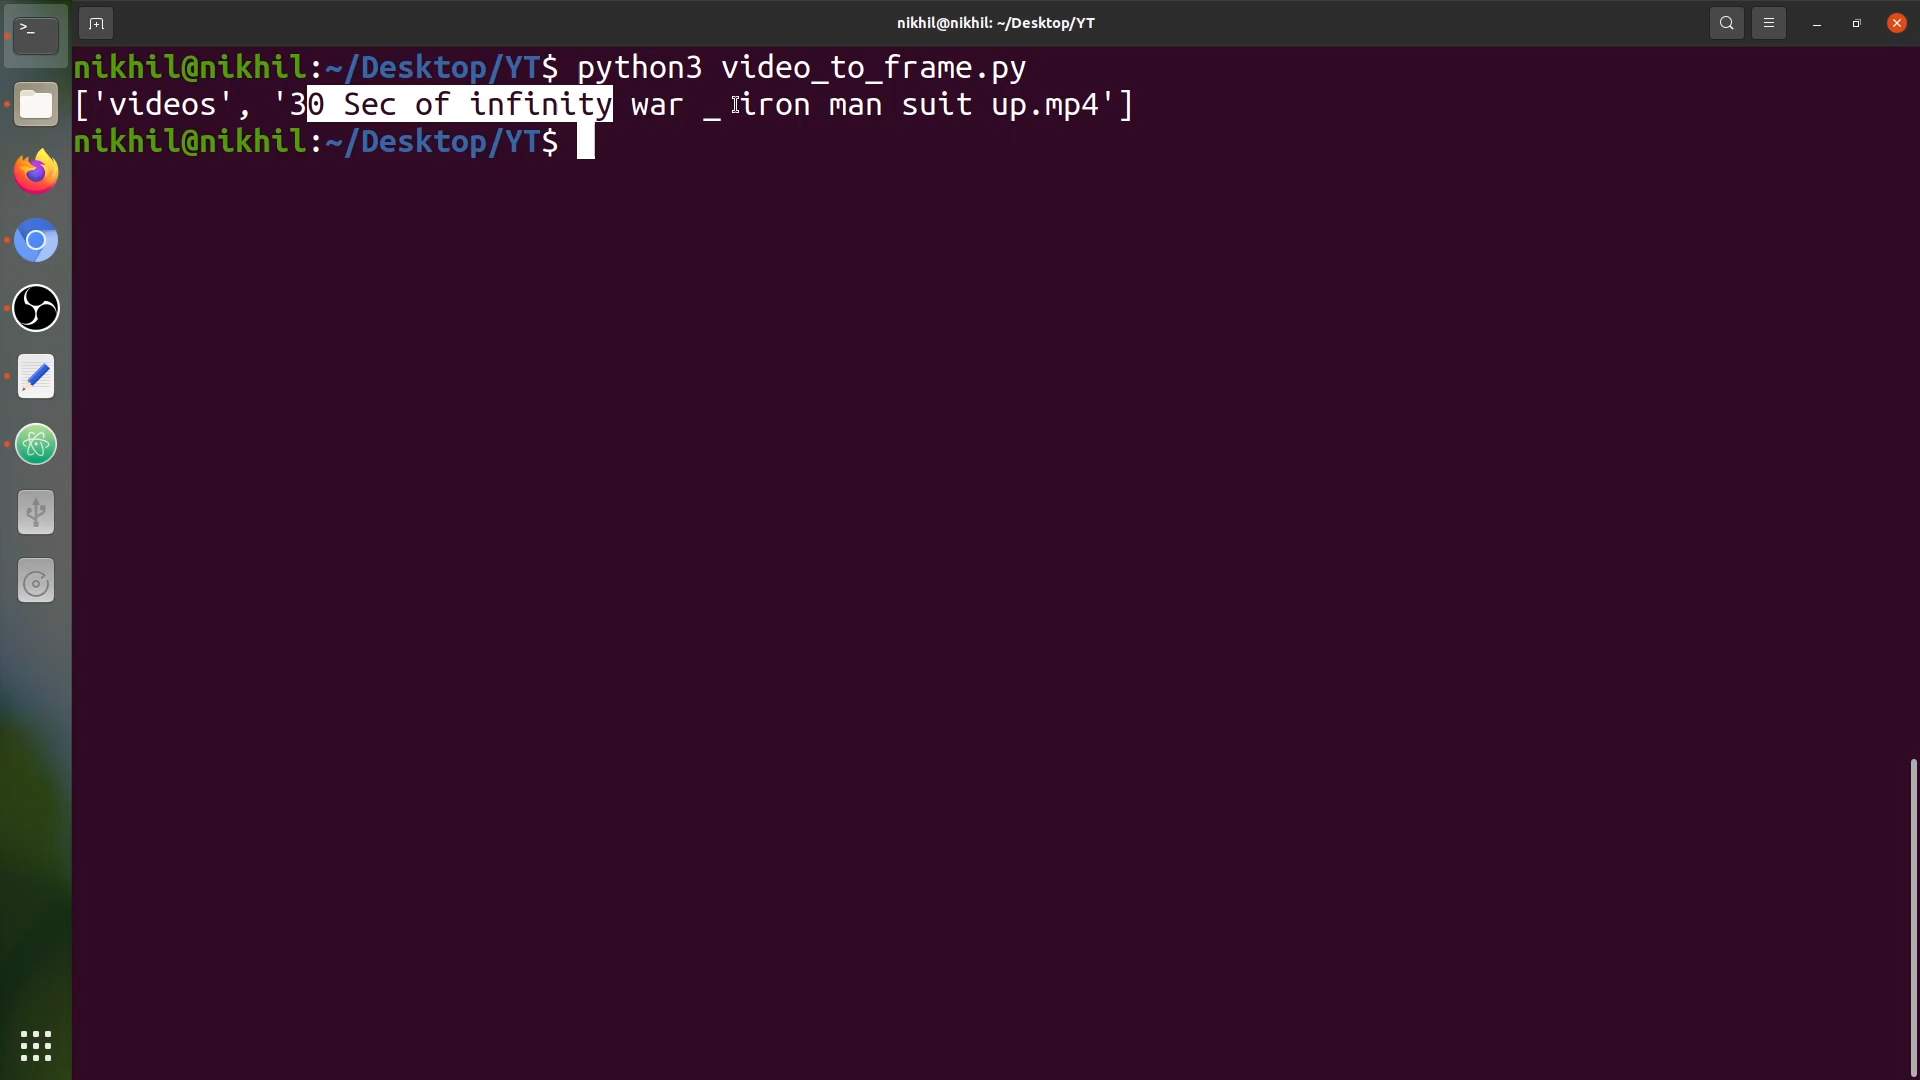 nikhil@nikhil: ~/Desktop/YT
nikhil@nikhil:~/Desktop/YT$ python3 video_to_frame.py
['videos', '30 Sec of infinity war _ iron man suit up.mp4']
nikhil@nikhil:~/Desktop/YT$